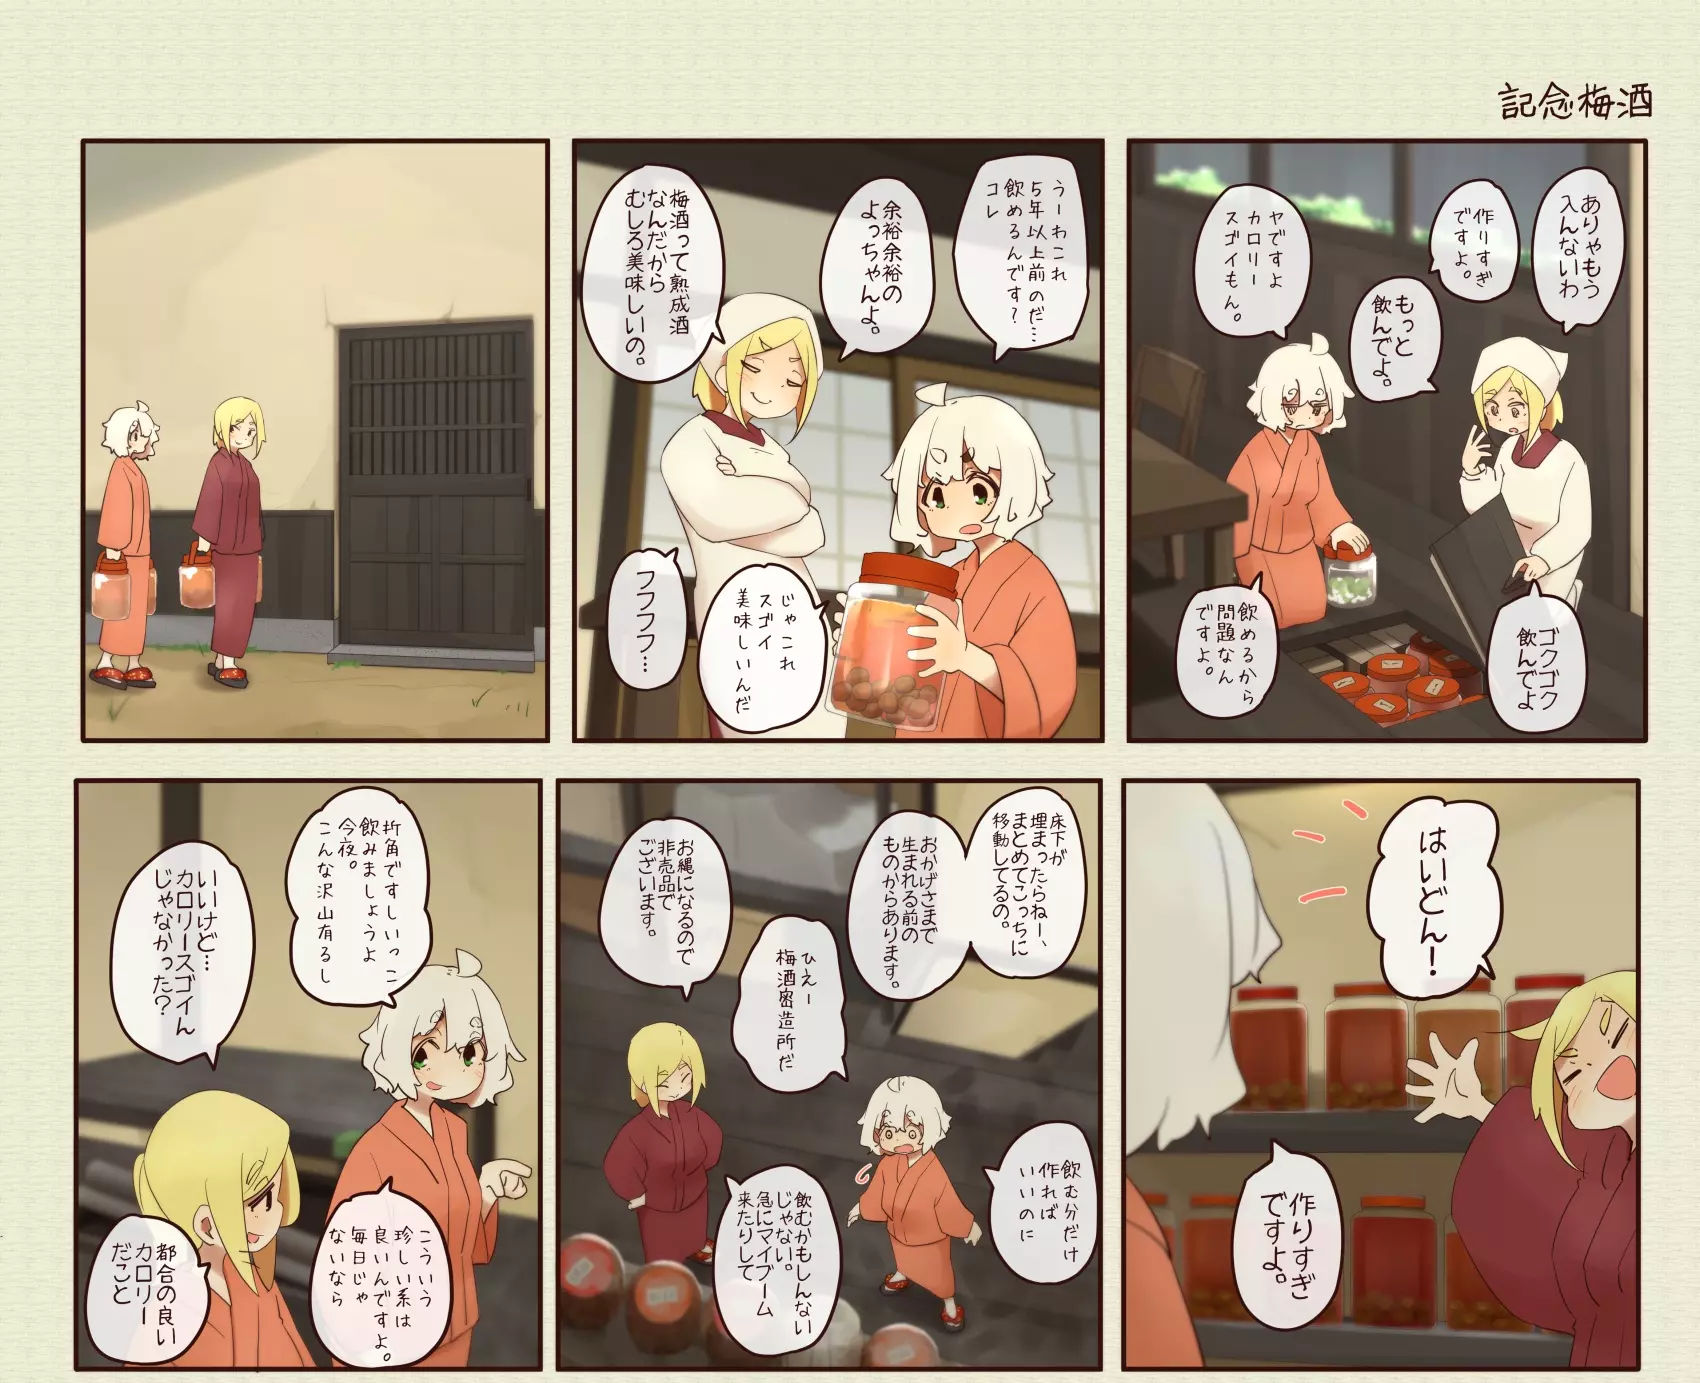 記念梅酒
ありゃもう
入んないわ
作りすぎ
ですよ。
もっと
飲んでよ。
ヤですよ
カロリー
スゴイもん。
ゴクゴク
飲んでよ
飲めるから
問題なん
ですよ。
うーわこれ
5年以上前のだ…
飲めるんです?
コレ
余裕余裕の
よっちゃんよ。
梅酒って熟成酒
なんだから
むしろ美味しいの。
じゃこれ
スゴイ
美味しいんだ
フフフフ…
はいどん!
作りすぎ
ですよ。
床下が
埋まったらねー、
まとめてこっちに
移動してるの。
おかげさまで
生まれる前の
ものからあります。
ひえー
梅酒密造所だ
お縄になるので
非売品で
ございます。
飲む分だけ
作れば
いいのに
飲むかもしんない
じゃない。
急にマイブーム
来たりして
折角ですしいっこ
飲みましょうよ
今夜。
こんな沢山有るし
いいけど…
カロリースゴイん
じゃなかった?
こういう
珍しい系は
良いんですよ。
毎日じゃ
ないなら
都合の良い
カロリー
だこと